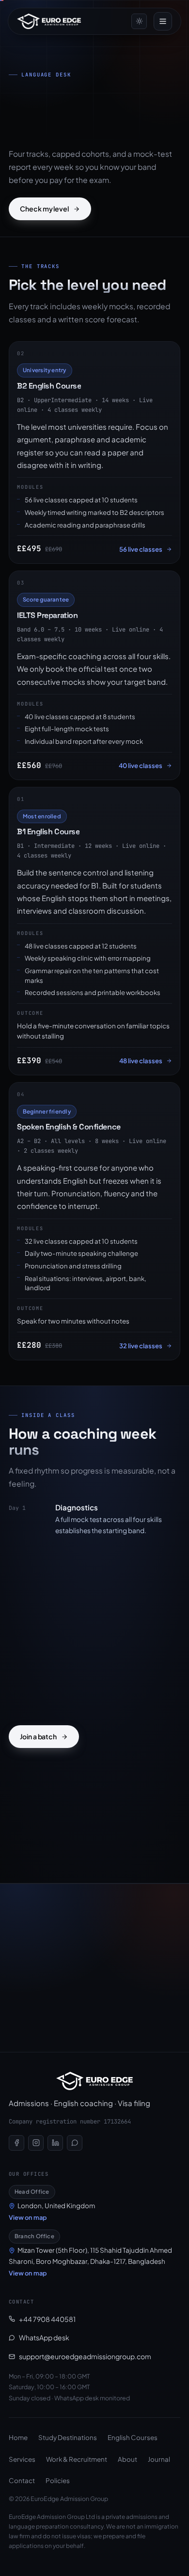 EURO EDGE
ADMISSION GROUP
LANGUAGE DESK
Four tracks, capped cohorts, and a mock-test
report every week so you know your band
before you pay for the exam.
Check my level →
THE TRACKS
Pick the level you need
Every track includes weekly mocks, recorded
classes and a written score forecast.
02
University entry
B2 English Course
B2 · UpperIntermediate · 14 weeks · Live
online · 4 classes weekly
The level most universities require. Focus on
argument, paraphrase and academic
register so you can read the paper and
disagree with it in writing.
MODULES
56 live classes capped at 10 students
Weekly timed writing marked to B2 descriptors
Academic reading and paraphrase drills
££495 ££690 56 live classes →
03
Score guarantee
IELTS Preparation
Band 6.0 – 7.5 · 10 weeks · Live online · 4
classes weekly
Exam-specific coaching across all four skills.
We only book the official test once two
consecutive mocks show your target band.
MODULES
40 live classes capped at 8 students
Eight full-length mock tests
Individual band report after every mock
££560 ££760 40 live classes →
01
Most enrolled
B1 English Course
B1 · Intermediate · 12 weeks · Live online ·
4 classes weekly
Build the sentence control and listening
accuracy needed for B1. Built for students
whose English stops them short in meetings,
interviews and classroom discussion.
MODULES
48 live classes capped at 12 students
Weekly speaking clinic with error mapping
Grammar repair on the ten patterns that cost
marks
Recorded sessions and printable workbooks
OUTCOME
Hold a five-minute conversation on familiar topics
without stalling
££390 ££540 48 live classes →
04
Beginner friendly
Spoken English & Confidence
A2 – B2 · All levels · 8 weeks · Live online
· 2 classes weekly
A speaking-first course for anyone who
understands English but freezes when it is
their turn. Pronunciation, fluency and the
confidence to interrupt.
MODULES
32 live classes capped at 10 students
Daily two-minute speaking challenge
Pronunciation and stress drilling
Real situations: interviews, airport, bank,
landlord
OUTCOME
Speak for two minutes without notes
££280 ££380 32 live classes →
INSIDE A CLASS
How a coaching week
runs
A fixed rhythm so progress is measurable, not a
feeling.
Day 1 Diagnostics
A full mock test across all four skills
establishes the starting band.
Join a batch →
EURO EDGE
ADMISSION GROUP
Admissions · English coaching · Visa filing
Company registration number 17132664
OUR OFFICES
Head Office
London, United Kingdom
View on map
Branch Office
Mizan Tower (5th Floor), 115 Shahid Tajuddin Ahmed
Sharoni, Boro Moghbazar, Dhaka-1217, Bangladesh
View on map
CONTACT
+44 7908 440581
WhatsApp desk
support@euroedgeadmissiongroup.com
Mon – Fri, 09:00 – 18:00 GMT
Saturday, 10:00 – 16:00 GMT
Sunday closed · WhatsApp desk monitored
Home Study Destinations English Courses
Services Work & Recruitment About Journal
Contact Policies
© 2026 EuroEdge Admission Group
EuroEdge Admission Group Ltd is a private admissions and
language preparation consultancy. We are not an immigration
law firm and do not issue visas; we prepare and file
applications on your behalf.